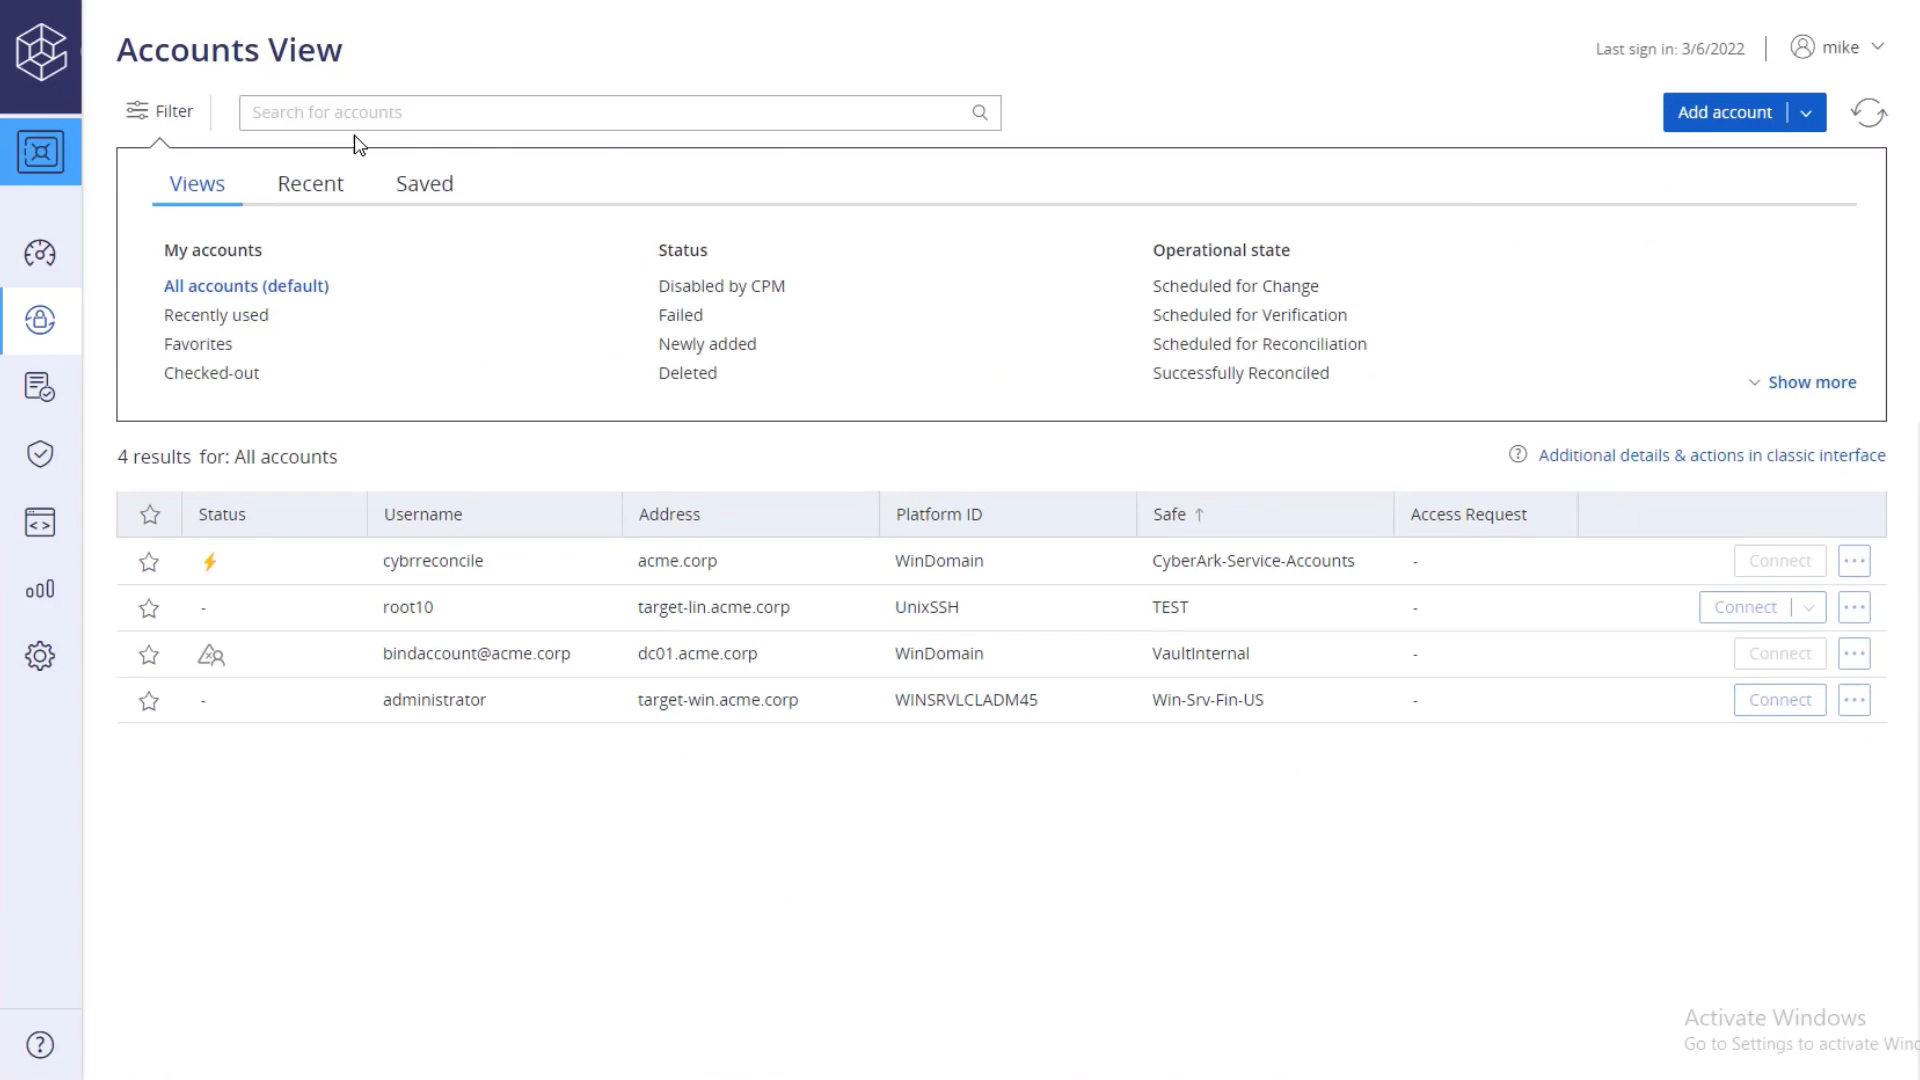 Accounts View
Last sign in: 3/6/2022
mike
Filter
Search for accounts
Add account
Views
Recent
Saved
My accounts
Status
Operational state
All accounts (default)
Disabled by CPM
Scheduled for Change
Recently used
Failed
Scheduled for Verification
Favorites
Newly added
Scheduled for Reconciliation
Checked-out
Deleted
Successfully Reconciled
Show more
4 results for: All accounts
Additional details & actions in classic interface
Status Username Address Platform ID Safe ↑ Access Request
cybrreconcile acme.corp WinDomain CyberArk-Service-Accounts - Connect ...
- root10 target-lin.acme.corp UnixSSH TEST - Connect ...
bindaccount@acme.corp dc01.acme.corp WinDomain VaultInternal - Connect ...
- administrator target-win.acme.corp WINSRVLCLADM45 Win-Srv-Fin-US - Connect ...
Activate Windows
Go to Settings to activate Win